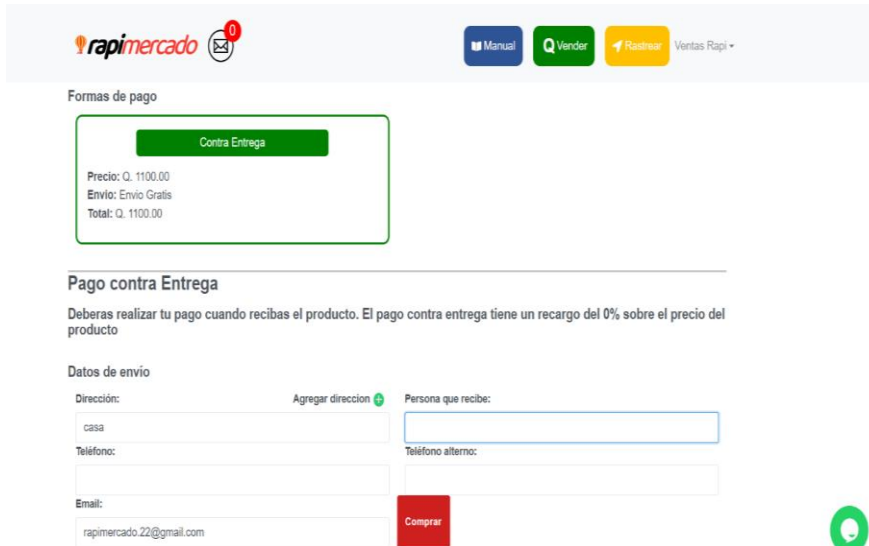 rapimercado
0
Manual
Q Vender
Rastrear
Ventas Rapi
Formas de pago
Contra Entrega
Precio: Q. 1100.00
Envio: Envio Gratis
Total: Q. 1100.00
Pago contra Entrega
Deberas realizar tu pago cuando recibas el producto. El pago contra entrega tiene un recargo del 0% sobre el precio del
producto
Datos de envio
Dirección:
Agregar direccion
Persona que recibe:
casa
Teléfono:
Teléfono alterno:
Email:
rapimercado.22@gmail.com
Comprar